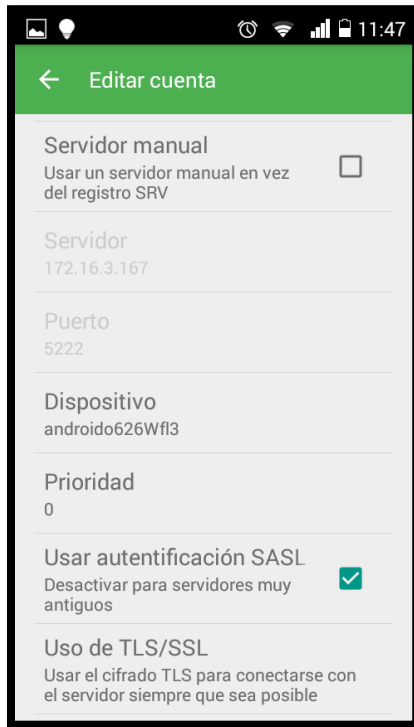 11:47
Editar cuenta
Servidor manual
Usar un servidor manual en vez
del registro SRV
Servidor
172.16.3.167
Puerto
5222
Dispositivo
androido626Wfl3
Prioridad
0
Usar autentificación SASL
Desactivar para servidores muy
antiguos
Uso de TLS/SSL
Usar el cifrado TLS para conectarse con
el servidor siempre que sea posible